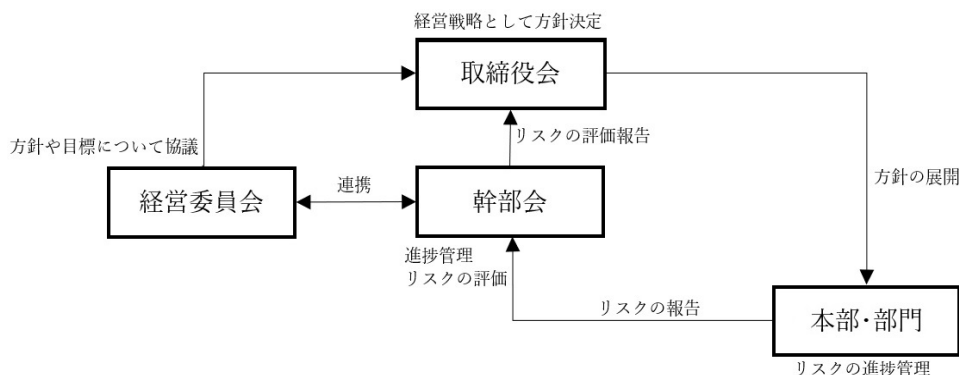 経営戦略として方針決定
取締役会
リスクの評価報告
方針や目標について協議
経営委員会
連携
幹部会
方針の展開
進捗管理
リスクの評価
リスクの報告
本部・部門
リスクの進捗管理